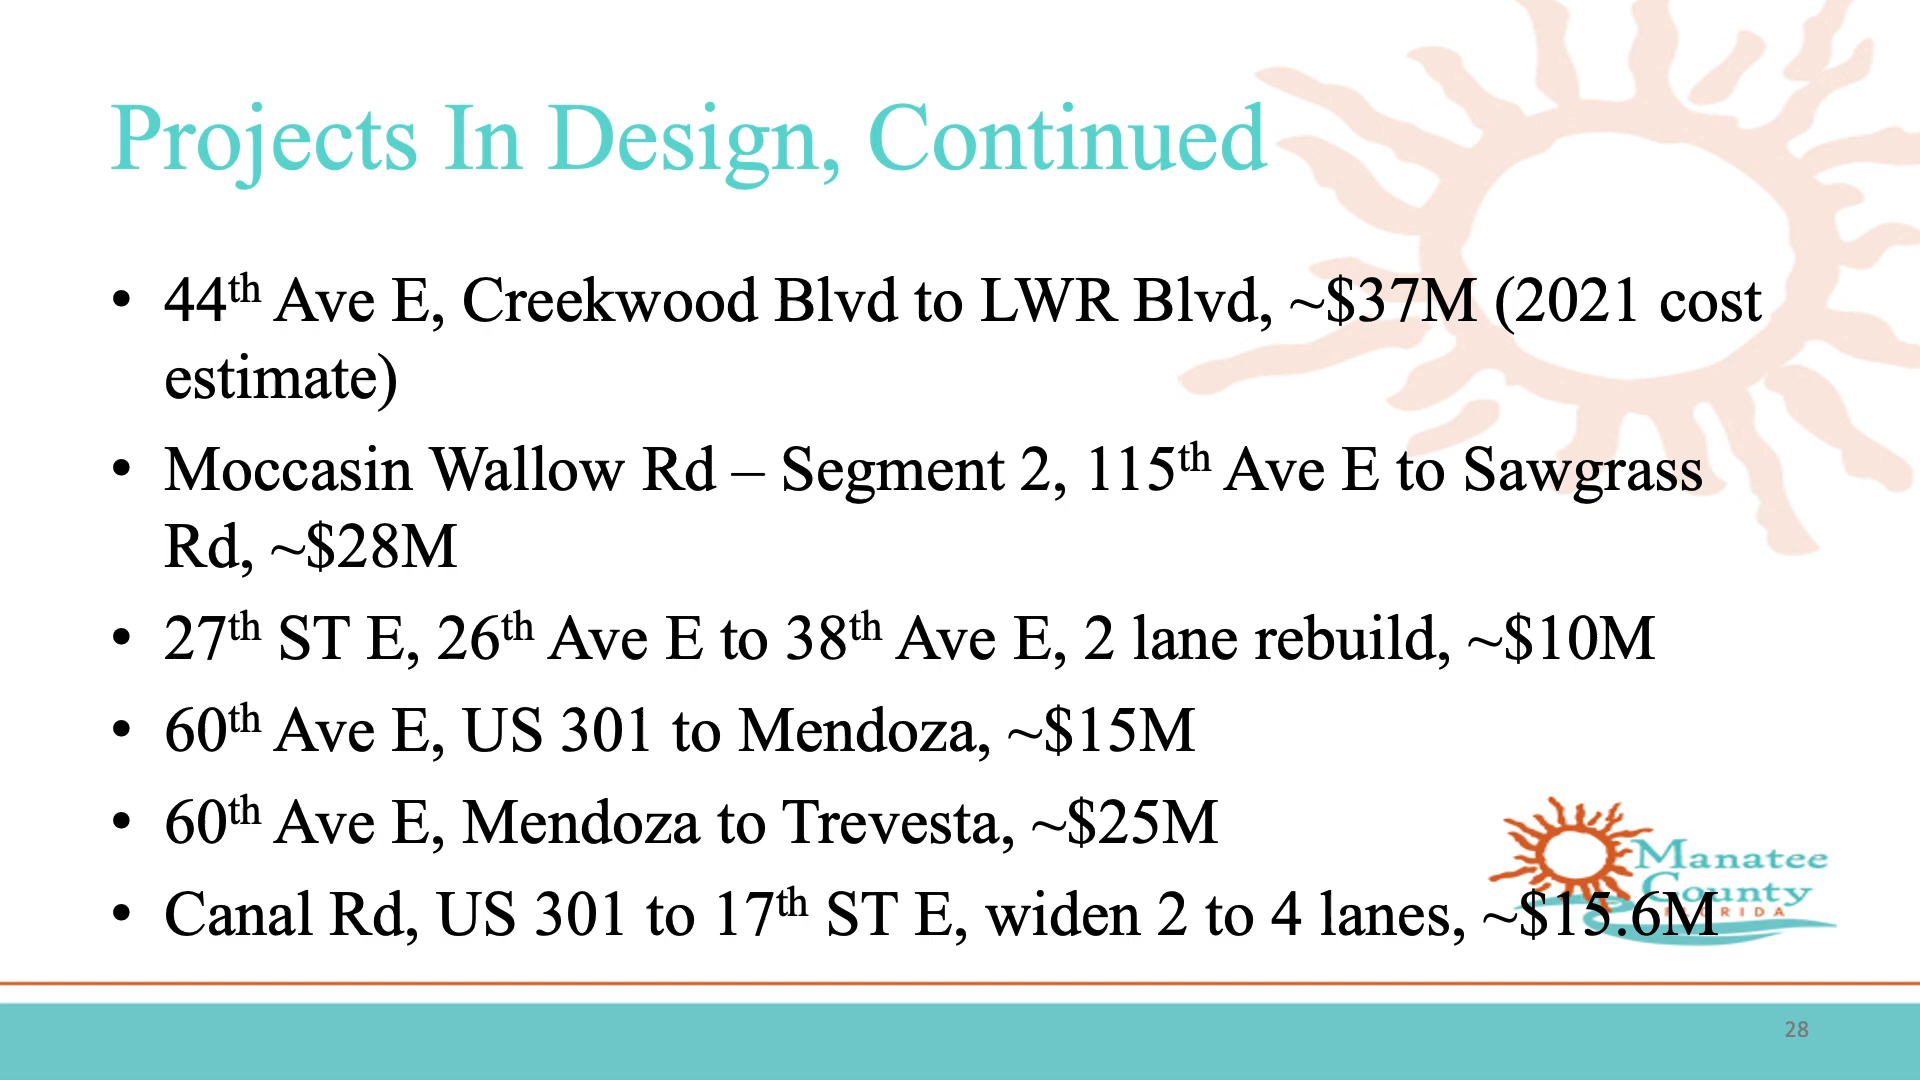 Projects In Design, Continued
• 44th Ave E, Creekwood Blvd to LWR Blvd, ~$37M (2021 cost
estimate)
• Moccasin Wallow Rd – Segment 2, 115th Ave E to Sawgrass
Rd, ~$28M
• 27th ST E, 26th Ave E to 38th Ave E, 2 lane rebuild, ~$10M
• 60th Ave E, US 301 to Mendoza, ~$15M
• 60th Ave E, Mendoza to Trevesta, ~$25M
• Canal Rd, US 301 to 17th ST E, widen 2 to 4 lanes, ~$15.6M
Manatee
County
FLORIDA
28